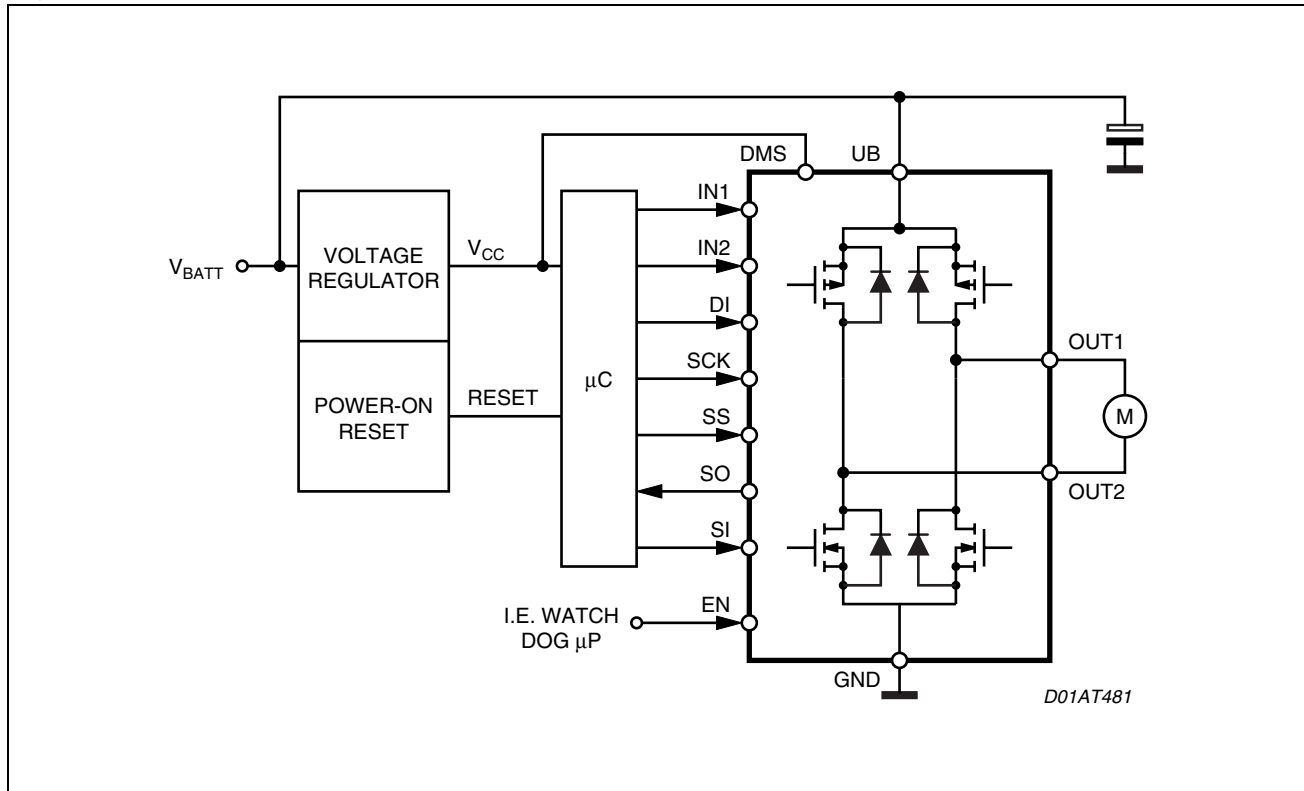 DMS
UB
IN1
IN2
DI
SCK
SS
SO
SI
EN
V_BATT
VOLTAGE
REGULATOR
V_CC
POWER-ON
RESET
RESET
μC
I.E. WATCH
DOG μP
OUT1
M
OUT2
GND
D01AT481